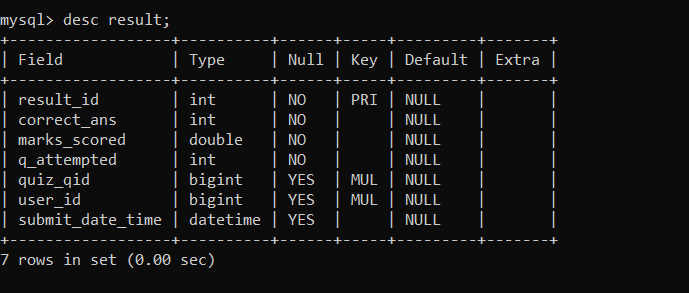 mysql> desc result;
+------------------+----------+------+-----+---------+-------+
| Field            | Type     | Null | Key | Default | Extra |
+------------------+----------+------+-----+---------+-------+
| result_id        | int      | NO   | PRI | NULL    |       |
| correct_ans      | int      | NO   |     | NULL    |       |
| marks_scored     | double   | NO   |     | NULL    |       |
| q_attempted      | int      | NO   |     | NULL    |       |
| quiz_qid         | bigint   | YES  | MUL | NULL    |       |
| user_id          | bigint   | YES  | MUL | NULL    |       |
| submit_date_time | datetime | YES  |     | NULL    |       |
+------------------+----------+------+-----+---------+-------+
7 rows in set (0.00 sec)